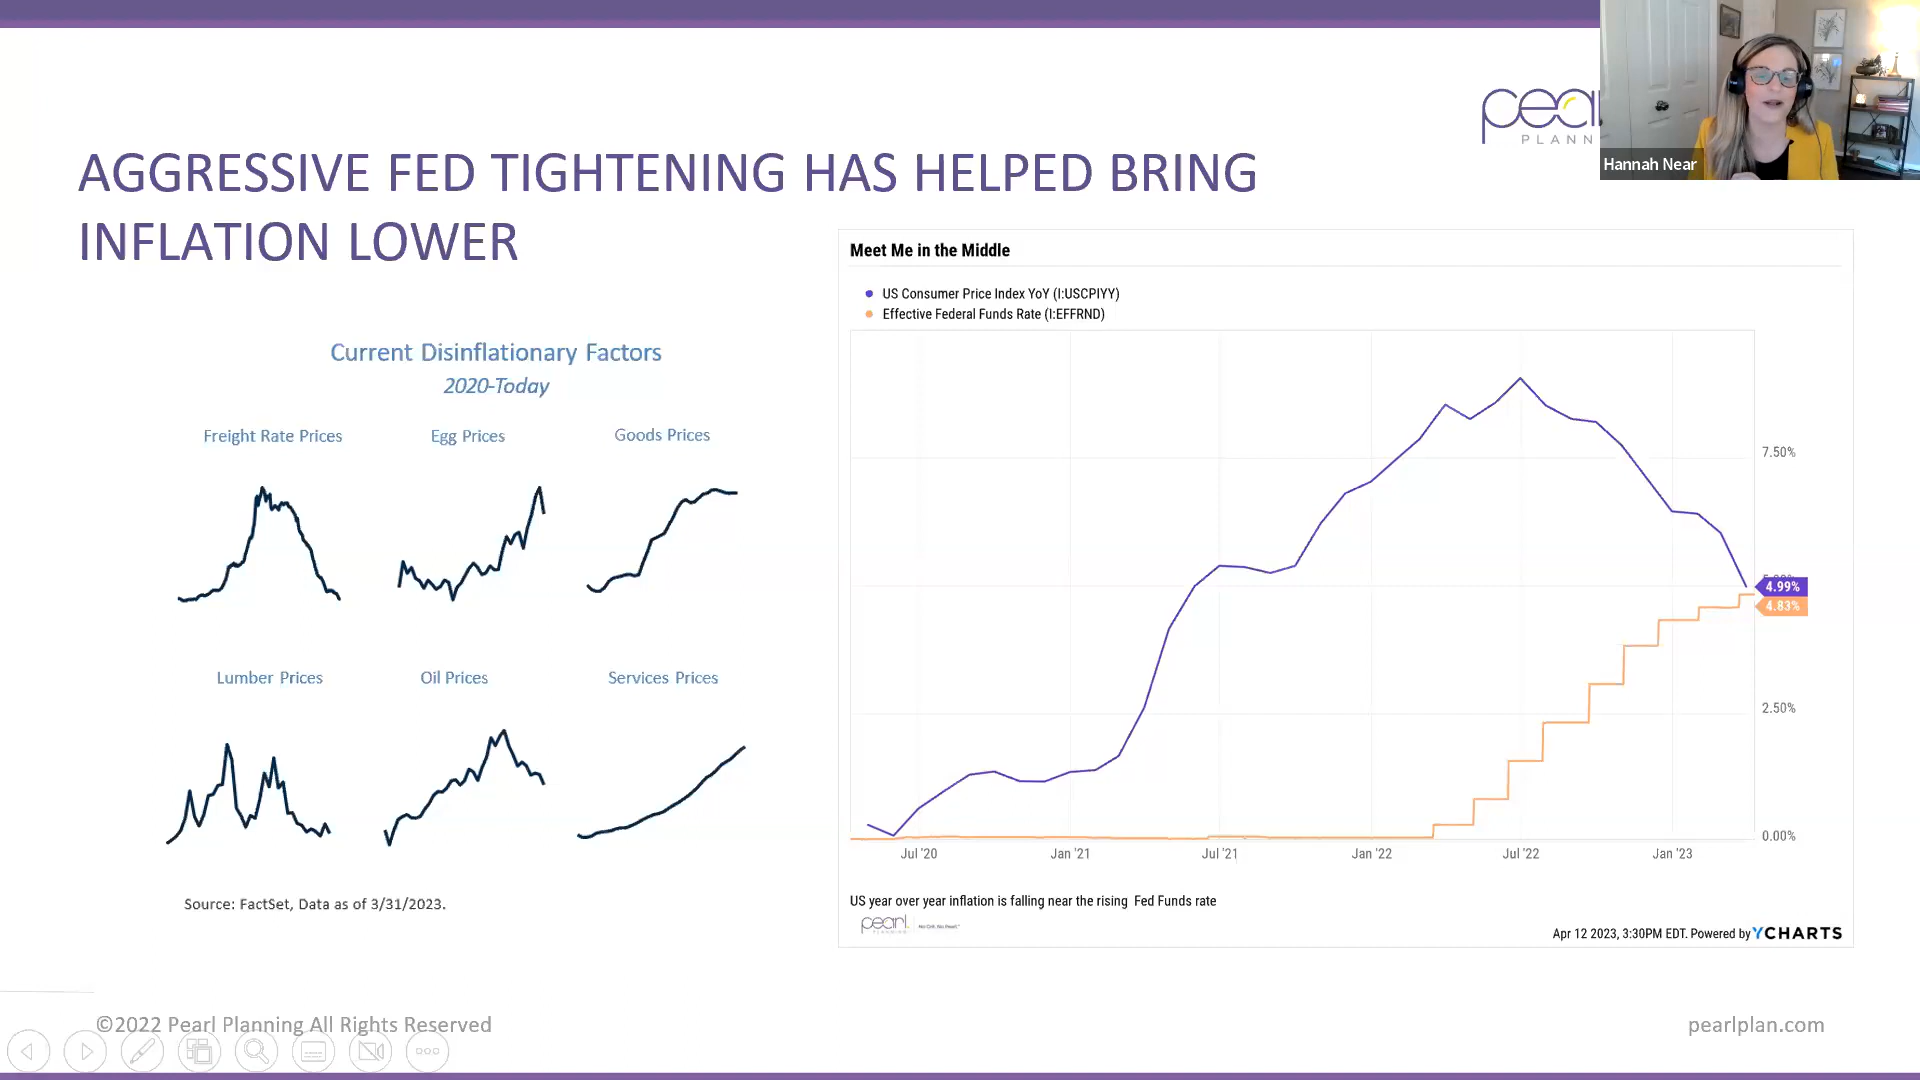 pearl
PLANN
Hannah Near
AGGRESSIVE FED TIGHTENING HAS HELPED BRING
INFLATION LOWER
Current Disinflationary Factors
2020-Today
Freight Rate Prices
Egg Prices
Goods Prices
Lumber Prices
Oil Prices
Services Prices
Source: FactSet, Data as of 3/31/2023.
Meet Me in the Middle
US Consumer Price Index YoY (I:USCPIYY)
Effective Federal Funds Rate (I:EFFRND)
7.50%
4.99%
4.83%
2.50%
0.00%
Jul '20
Jan '21
Jul '21
Jan '22
Jul '22
Jan '23
US year over year inflation is falling near the rising Fed Funds rate
pearl
PLANNING
Apr 12 2023, 3:30PM EDT. Powered by YCHARTS
©2022 Pearl Planning All Rights Reserved
pearlplan.com